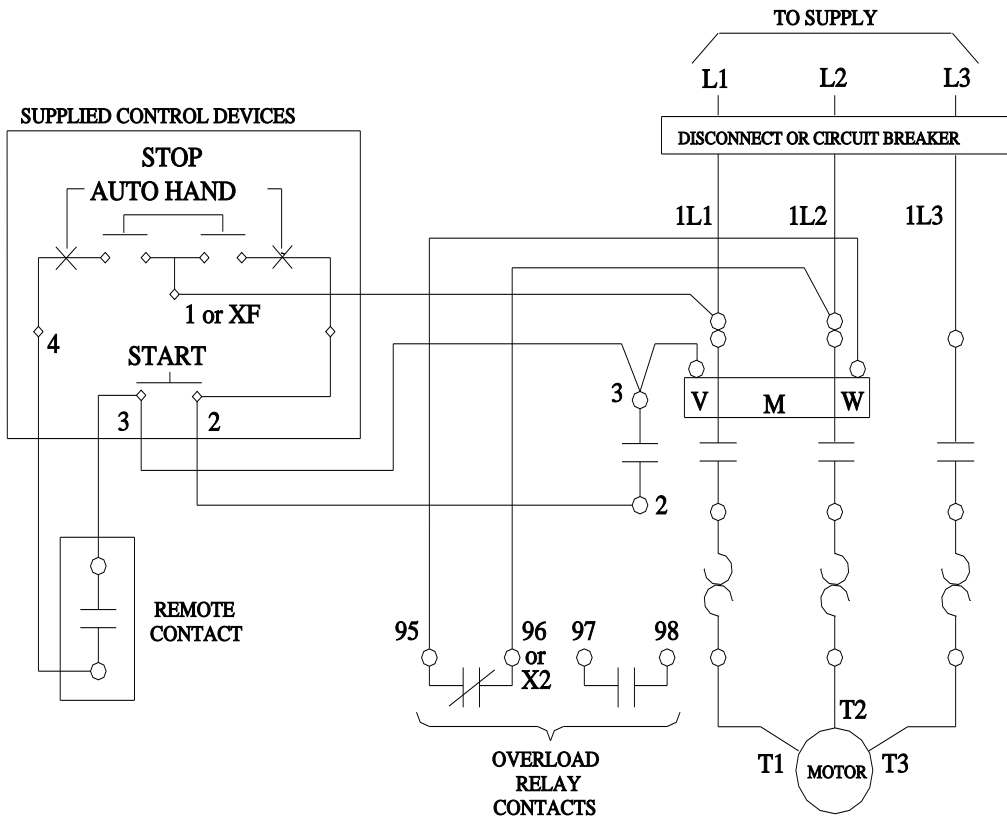 TO SUPPLY
L1 L2 L3
SUPPLIED CONTROL DEVICES
DISCONNECT OR CIRCUIT BREAKER
STOP
AUTO HAND
1L1 1L2 1L3
1 or XF
4
START
3 2
3
V M W
2
REMOTE
CONTACT
95 96 97 98
or
X2
T2
T1 MOTOR T3
OVERLOAD
RELAY
CONTACTS